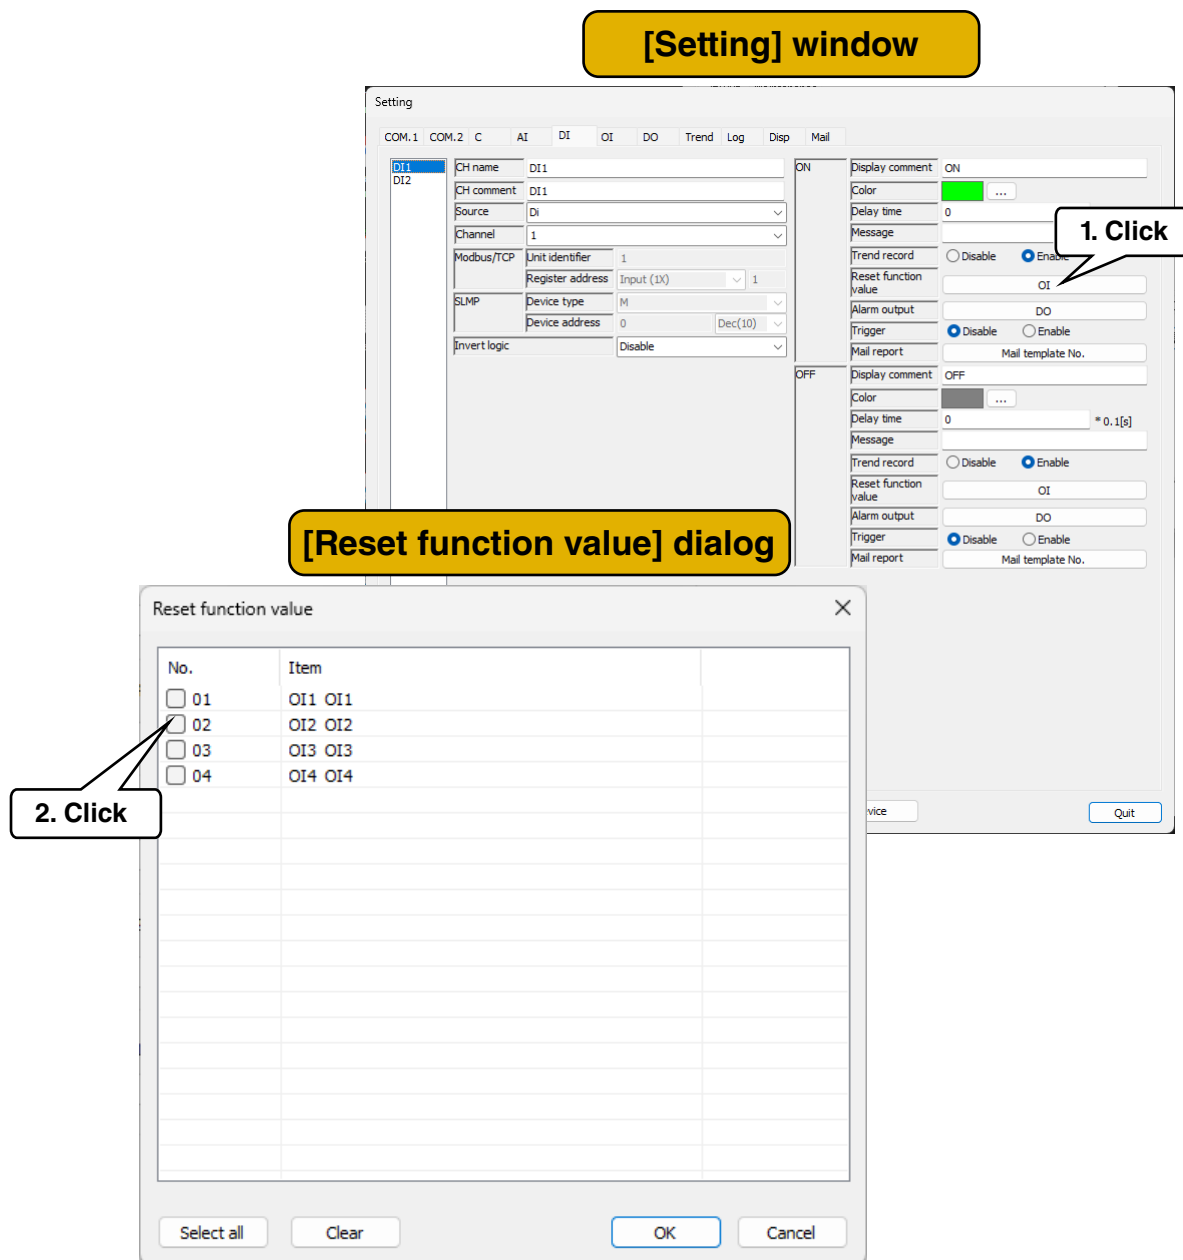 [Setting] window
Setting
COM.1 COM.2 C AI DI OI DO Trend Log Disp Mail
DI1
DI2
CH name DI1
CH comment DI1
Source Di
Channel 1
Modbus/TCP Unit identifier 1
Register address Input (1X) 1
SLMP Device type M
Device address 0 Dec(10)
Invert logic Disable
ON Display comment ON
Color ...
Delay time 0
Message
Trend record Disable Enable
Reset function
value OI
Alarm output DO
Trigger Disable Enable
Mail report Mail template No.
1. Click
OFF Display comment OFF
Color ...
Delay time 0 * 0.1[s]
Message
Trend record Disable Enable
Reset function
value OI
Alarm output DO
Trigger Disable Enable
Mail report Mail template No.
Quit
[Reset function value] dialog
Reset function value
No. Item
01 OI1 OI1
02 OI2 OI2
03 OI3 OI3
04 OI4 OI4
2. Click
Select all Clear OK Cancel